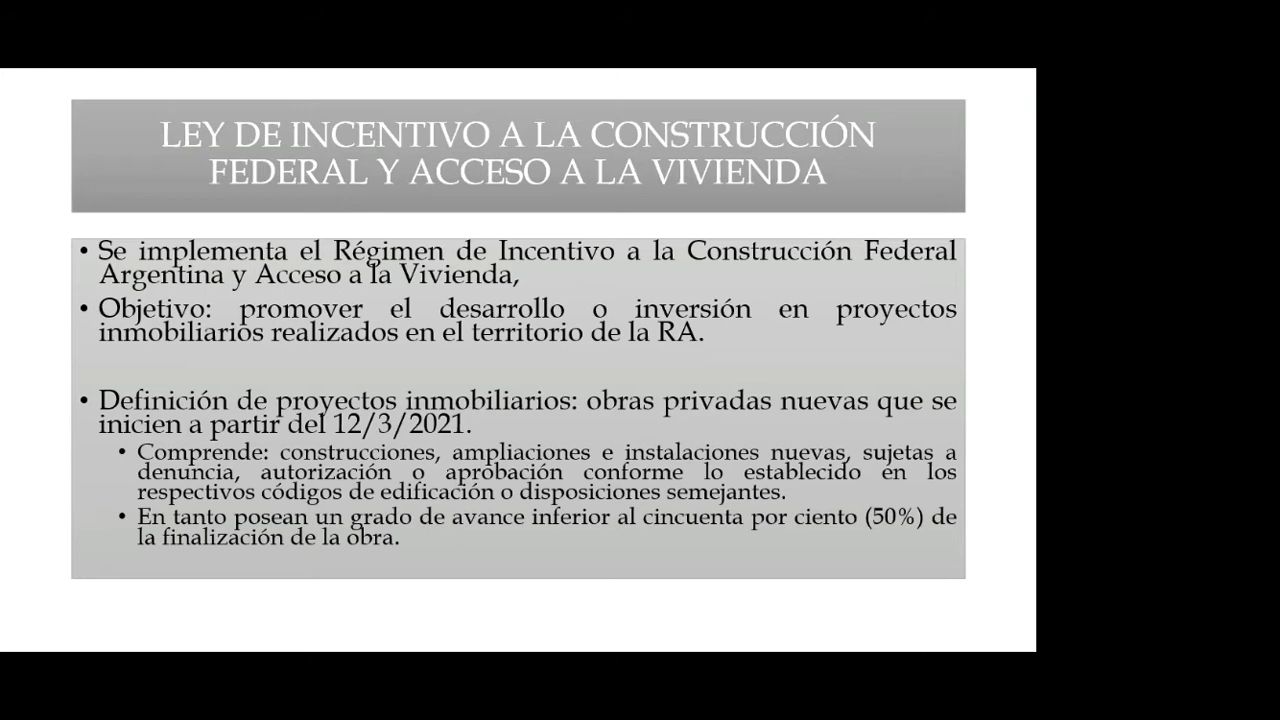 LEY DE INCENTIVO A LA CONSTRUCCIÓN
FEDERAL Y ACCESO A LA VIVIENDA
• Se implementa el Régimen de Incentivo a la Construcción Federal
Argentina y Acceso a la Vivienda,
• Objetivo: promover el desarrollo o inversión en proyectos
inmobiliarios realizados en el territorio de la RA.
• Definición de proyectos inmobiliarios: obras privadas nuevas que se
inicien a partir del 12/3/2021.
• Comprende: construcciones, ampliaciones e instalaciones nuevas, sujetas a
denuncia, autorización o aprobación conforme lo establecido en los
respectivos códigos de edificación o disposiciones semejantes.
• En tanto posean un grado de avance inferior al cincuenta por ciento (50%) de
la finalización de la obra.